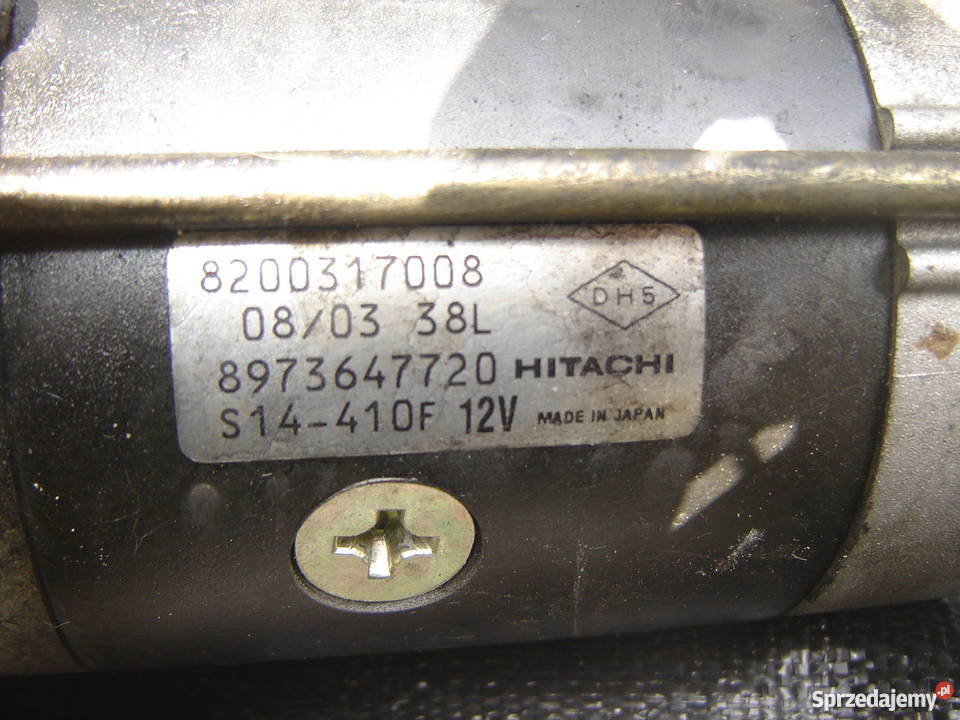 8200317008
DH5
08/03 38L
8973647720 HITACHI
S14-410F 12V MADE IN JAPAN
Sprzedajemy.pl